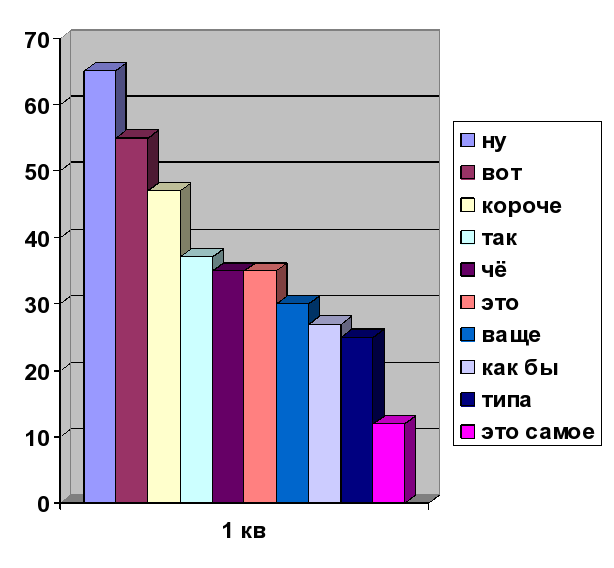 70
60
50
40
30
20
10
0
1 кв
ну
вот
короче
так
чё
это
ваще
как бы
типа
это самое